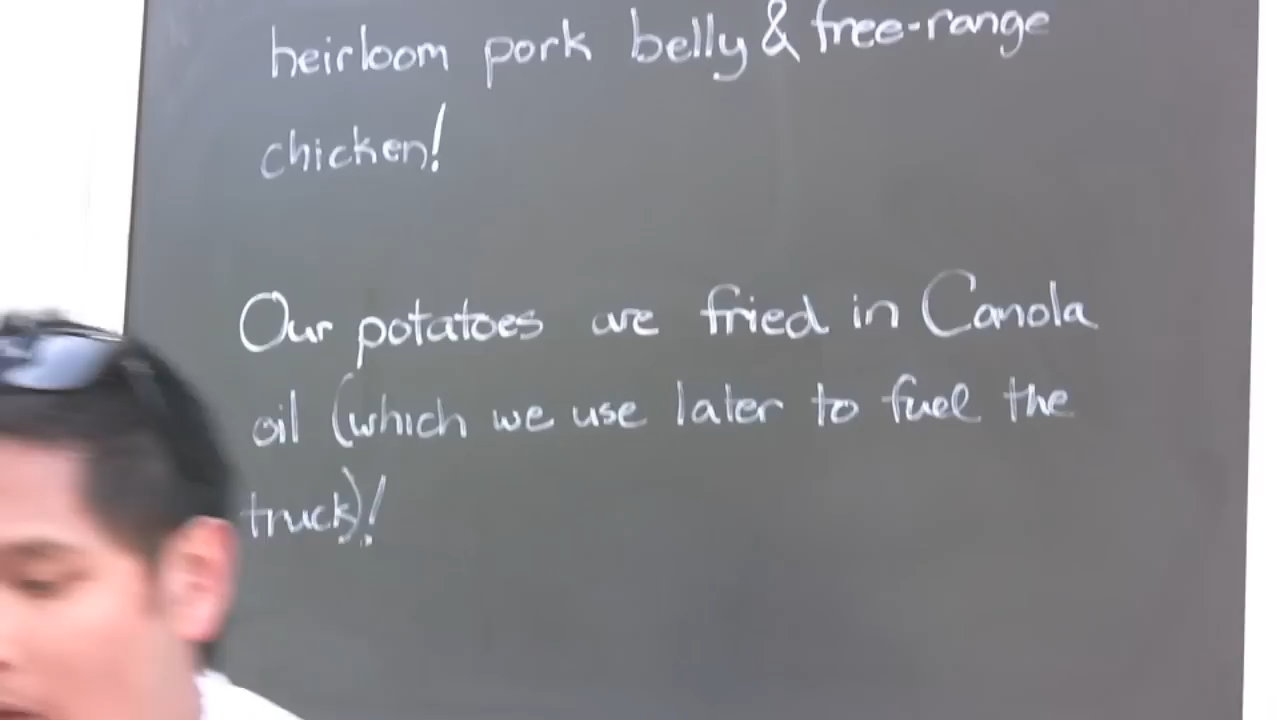 heirloom pork belly & free-range
chicken!
Our potatoes are fried in Canola
oil (which we use later to fuel the
truck)!